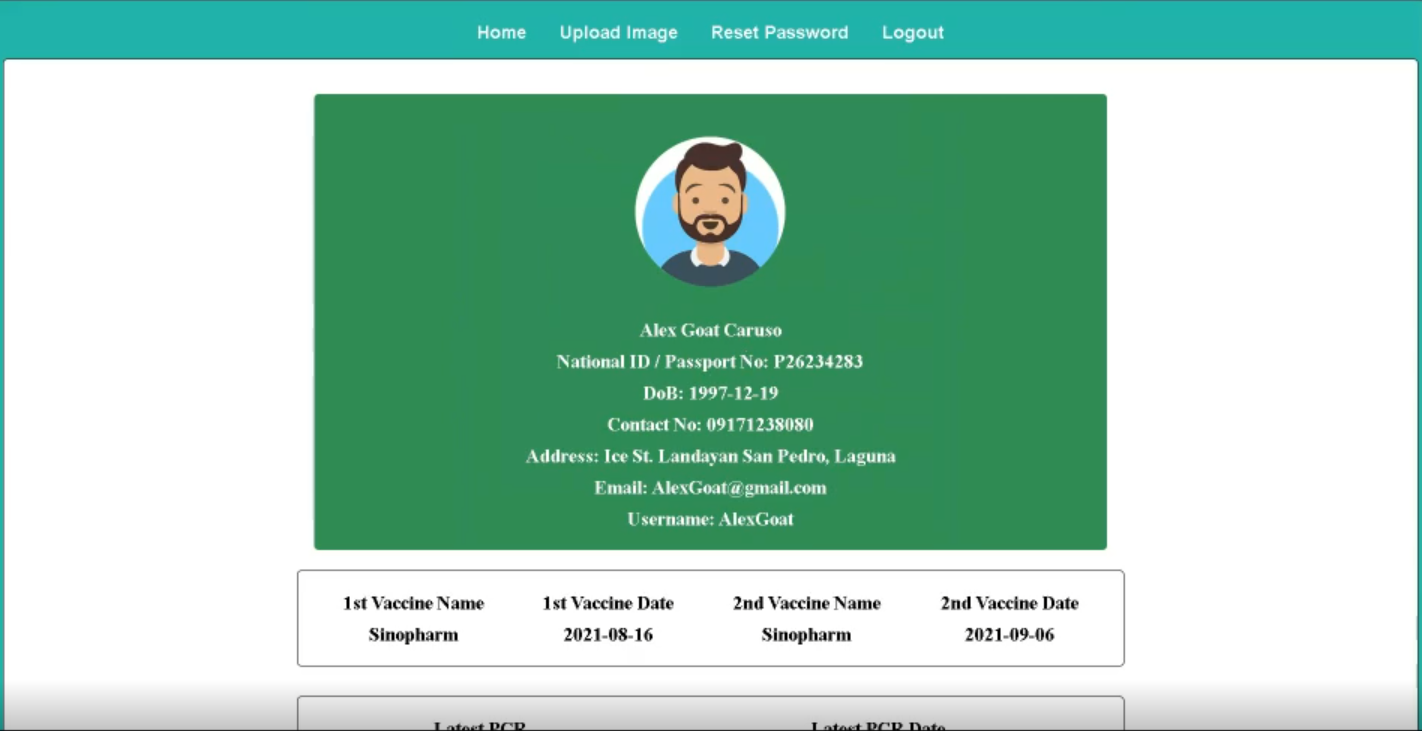 Home Upload Image Reset Password Logout
Alex Goat Caruso
National ID / Passport No: P26234283
DoB: 1997-12-19
Contact No: 09171238080
Address: Ice St. Landayan San Pedro, Laguna
Email: AlexGoat@gmail.com
Username: AlexGoat
1st Vaccine Name 1st Vaccine Date 2nd Vaccine Name 2nd Vaccine Date
Sinopharm 2021-08-16 Sinopharm 2021-09-06
Latest PCR Latest PCR Date